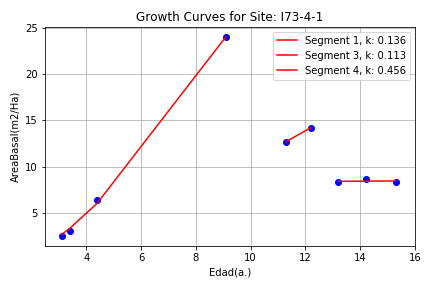 Growth Curves for Site: I73-4-1
AreaBasal(m2/Ha)
25
20
15
10
5
Segment 1, k: 0.136
Segment 3, k: 0.113
Segment 4, k: 0.456
4 6 8 10 12 14 16
Edad(a.)